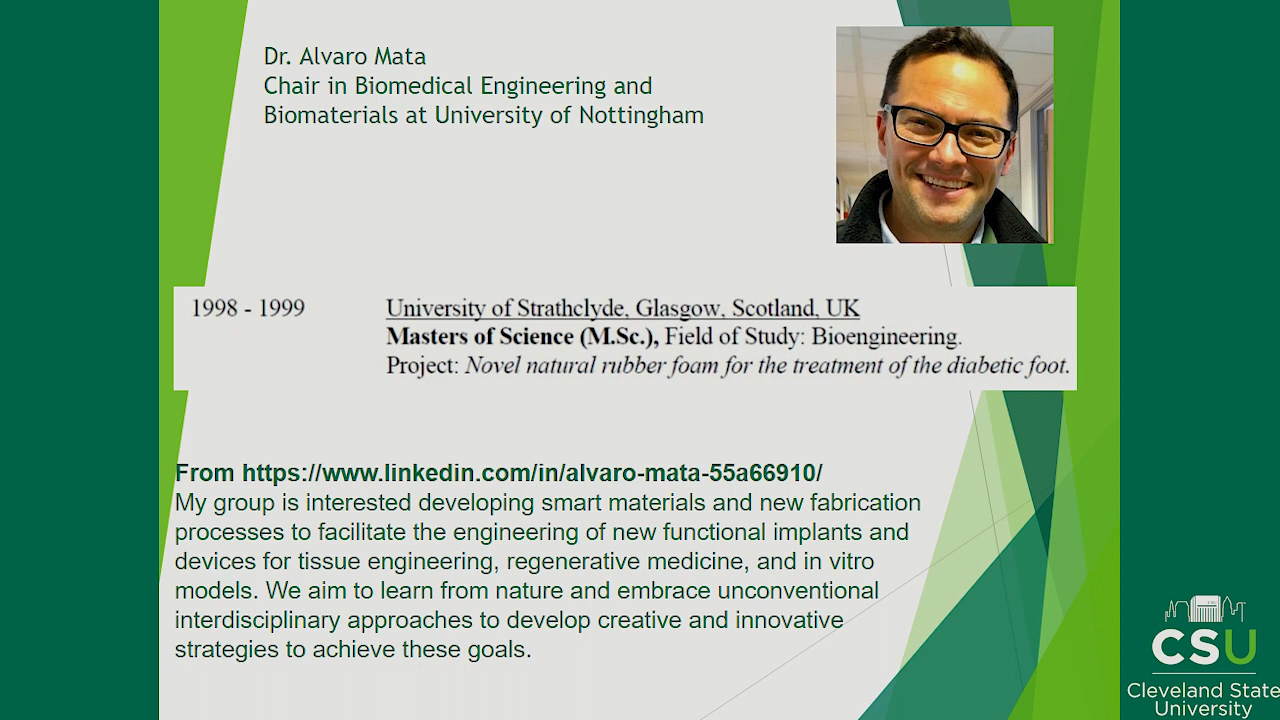 Dr. Alvaro Mata
Chair in Biomedical Engineering and
Biomaterials at University of Nottingham
1998 - 1999 University of Strathclyde, Glasgow, Scotland, UK
Masters of Science (M.Sc.), Field of Study: Bioengineering.
Project: Novel natural rubber foam for the treatment of the diabetic foot.
From https://www.linkedin.com/in/alvaro-mata-55a66910/
My group is interested developing smart materials and new fabrication
processes to facilitate the engineering of new functional implants and
devices for tissue engineering, regenerative medicine, and in vitro
models. We aim to learn from nature and embrace unconventional
interdisciplinary approaches to develop creative and innovative
strategies to achieve these goals.
CSU
Cleveland State
University